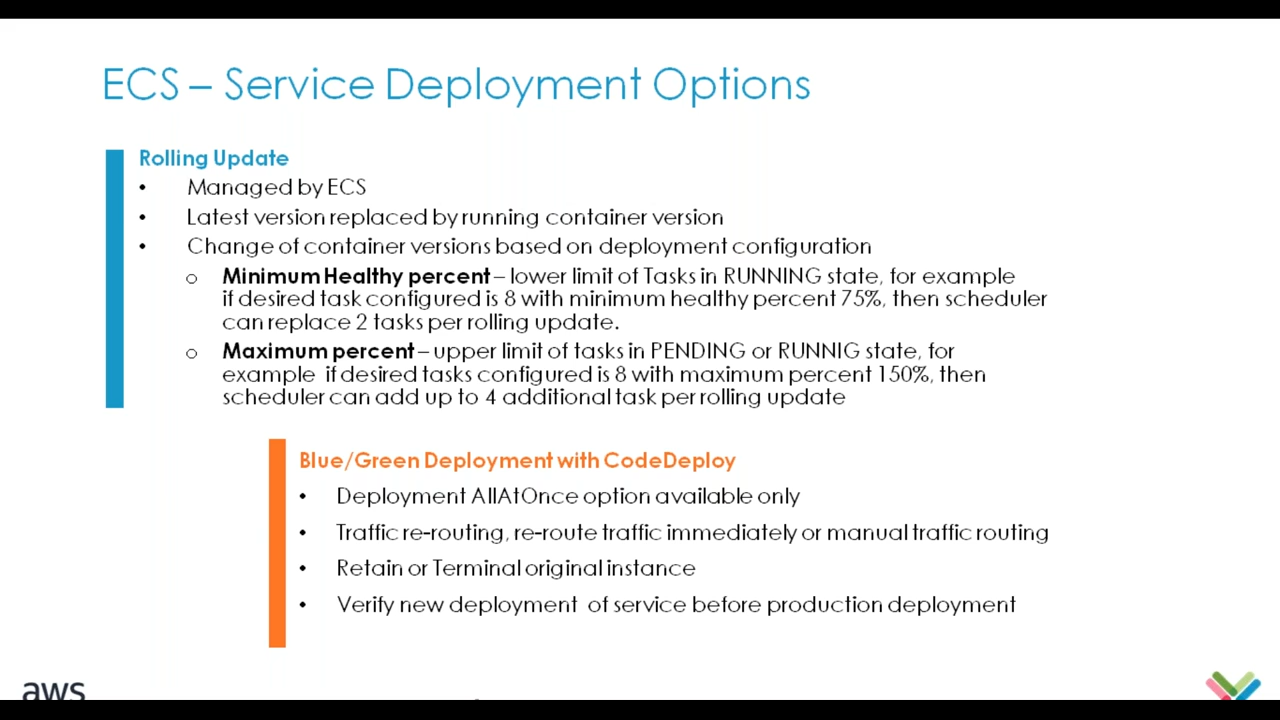 ECS – Service Deployment Options
Rolling Update
• Managed by ECS
• Latest version replaced by running container version
• Change of container versions based on deployment configuration
o Minimum Healthy percent – lower limit of Tasks in RUNNING state, for example
if desired task configured is 8 with minimum healthy percent 75%, then scheduler
can replace 2 tasks per rolling update.
o Maximum percent – upper limit of tasks in PENDING or RUNNIG state, for
example if desired tasks configured is 8 with maximum percent 150%, then
scheduler can add up to 4 additional task per rolling update
Blue/Green Deployment with CodeDeploy
• Deployment AllAtOnce option available only
• Traffic re-routing, re-route traffic immediately or manual traffic routing
• Retain or Terminal original instance
• Verify new deployment of service before production deployment
aws